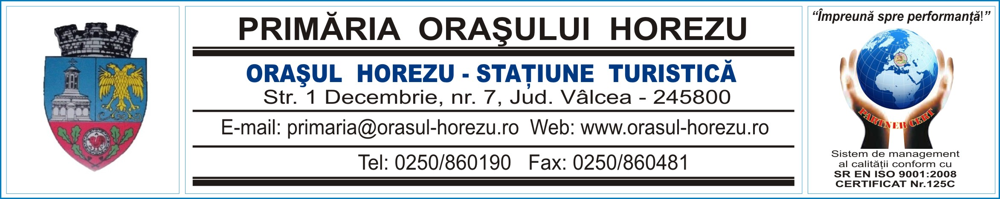 PRIMĂRIA ORAŞULUI HOREZU
ORAŞUL HOREZU - STAȚIUNE TURISTICĂ
Str. 1 Decembrie, nr. 7, Jud. Vâlcea - 245800
E-mail: primaria@orasul-horezu.ro Web: www.orasul-horezu.ro
Tel: 0250/860190 Fax: 0250/860481
“Împreună spre performanță!”
PARTNER CERT
Sistem de management
al calității conform cu
SR EN ISO 9001:2008
CERTIFICAT Nr.125C